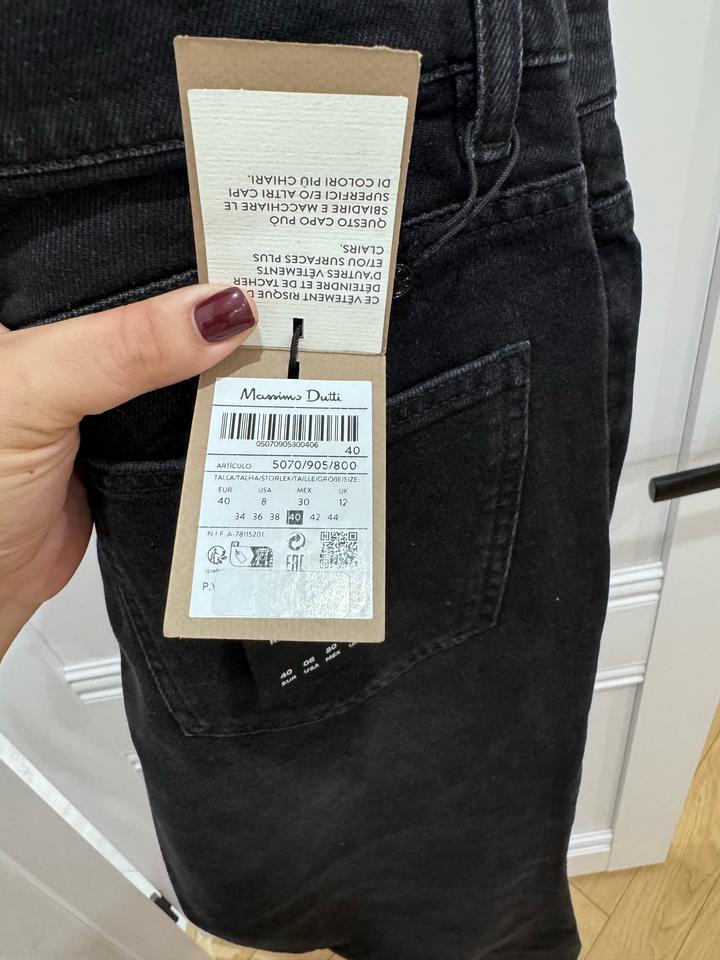 CE VÊTEMENT RISQUE
DÉTEINDRE ET DE TACHER
D'AUTRES VÊTEMENTS
ET/OU SURFACES PLUS
CLAIRS.
QUESTO CAPO PUÒ
SBIADIRE E MACCHIARE LE
SUPERFICI E/O ALTRI CAPI
DI COLORI PIÙ CHIARI.
Massimo Dutti
05070905800406
40
ARTÍCULO: 5070/905/800
TALLA/TALHA/STORLEK/TAILLE/GRÖßE/SIZE:
EUR USA MEX UK
40 8 30 12
34 36 38 40 42 44
N.I.F. A-78115201
EAC
40 08 30
EUR USA MEX